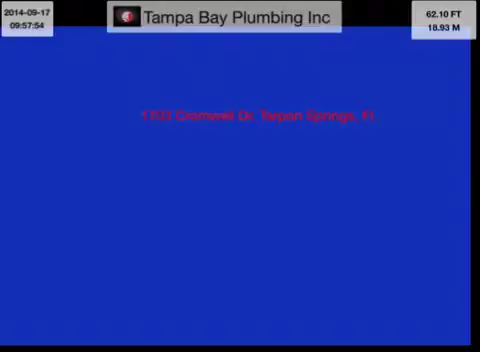 2014-09-17
09:57:54
Tampa Bay Plumbing Inc
62.10 FT
18.93 M
1703 Cromwell Dr. Tarpon Springs, Fl